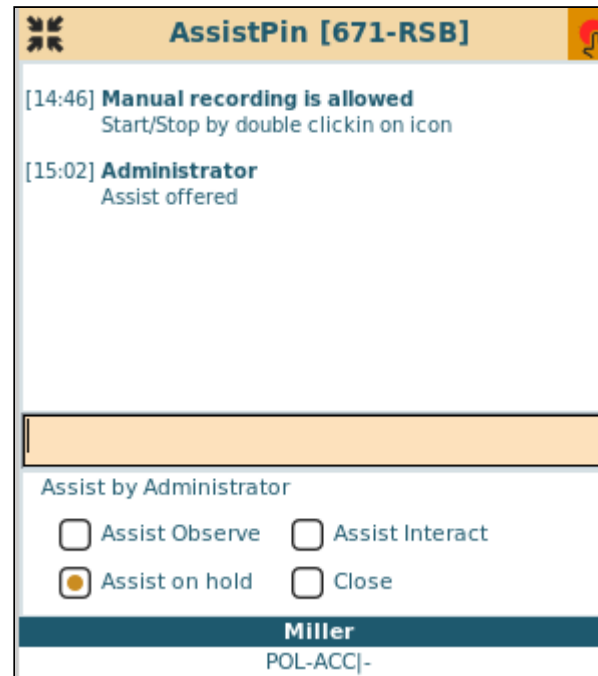 AssistPin [671-RSB]
[14:46] Manual recording is allowed
Start/Stop by double clickin on icon
[15:02] Administrator
Assist offered
Assist by Administrator
Assist Observe Assist Interact
Assist on hold Close
Miller
POL-ACC|-